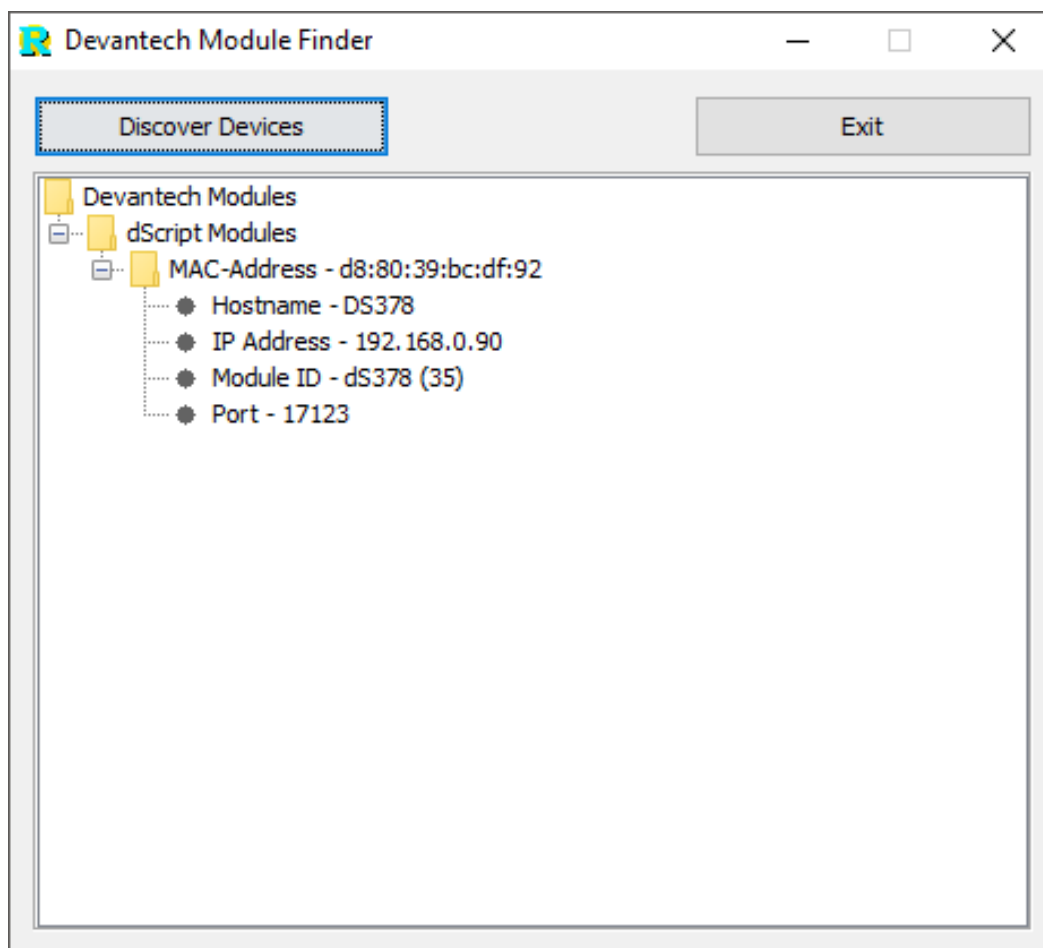 Devantech Module Finder
Discover Devices
Exit
Devantech Modules
dScript Modules
MAC-Address - d8:80:39:bc:df:92
Hostname - DS378
IP Address - 192.168.0.90
Module ID - dS378 (35)
Port - 17123